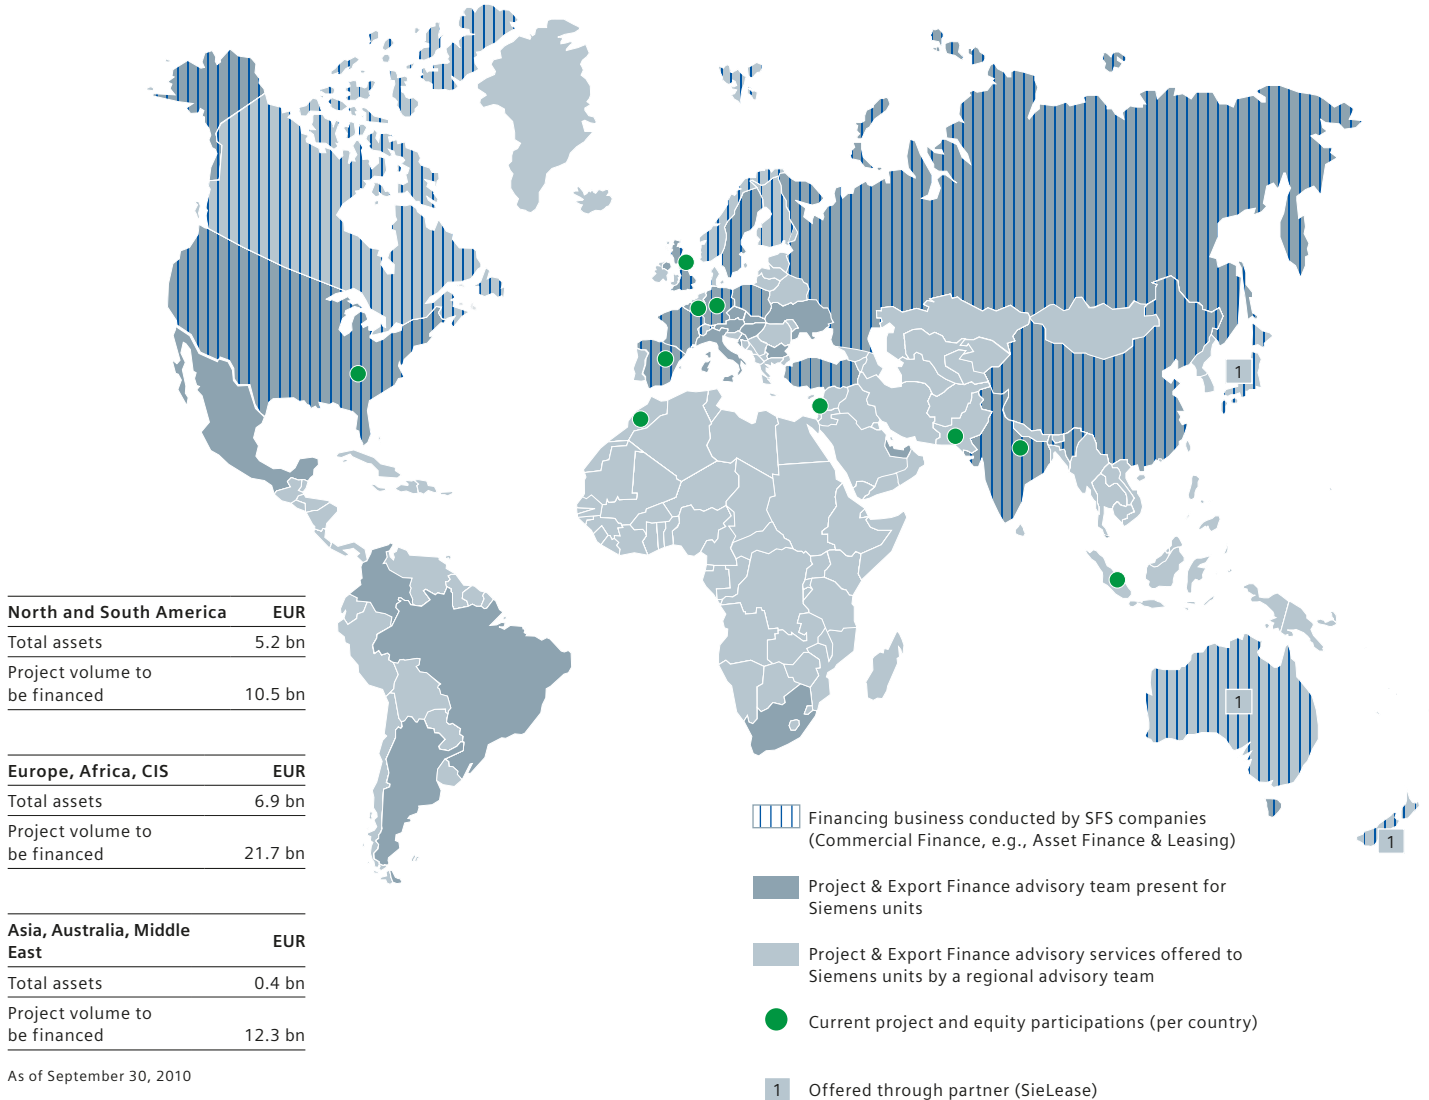 1
1
1
North and South America EUR
Total assets 5.2 bn
Project volume to
be financed 10.5 bn
Europe, Africa, CIS EUR
Total assets 6.9 bn
Project volume to
be financed 21.7 bn
Asia, Australia, Middle
East EUR
Total assets 0.4 bn
Project volume to
be financed 12.3 bn
As of September 30, 2010
Financing business conducted by SFS companies
(Commercial Finance, e.g., Asset Finance & Leasing)
Project & Export Finance advisory team present for
Siemens units
Project & Export Finance advisory services offered to
Siemens units by a regional advisory team
Current project and equity participations (per country)
1 Offered through partner (SieLease)